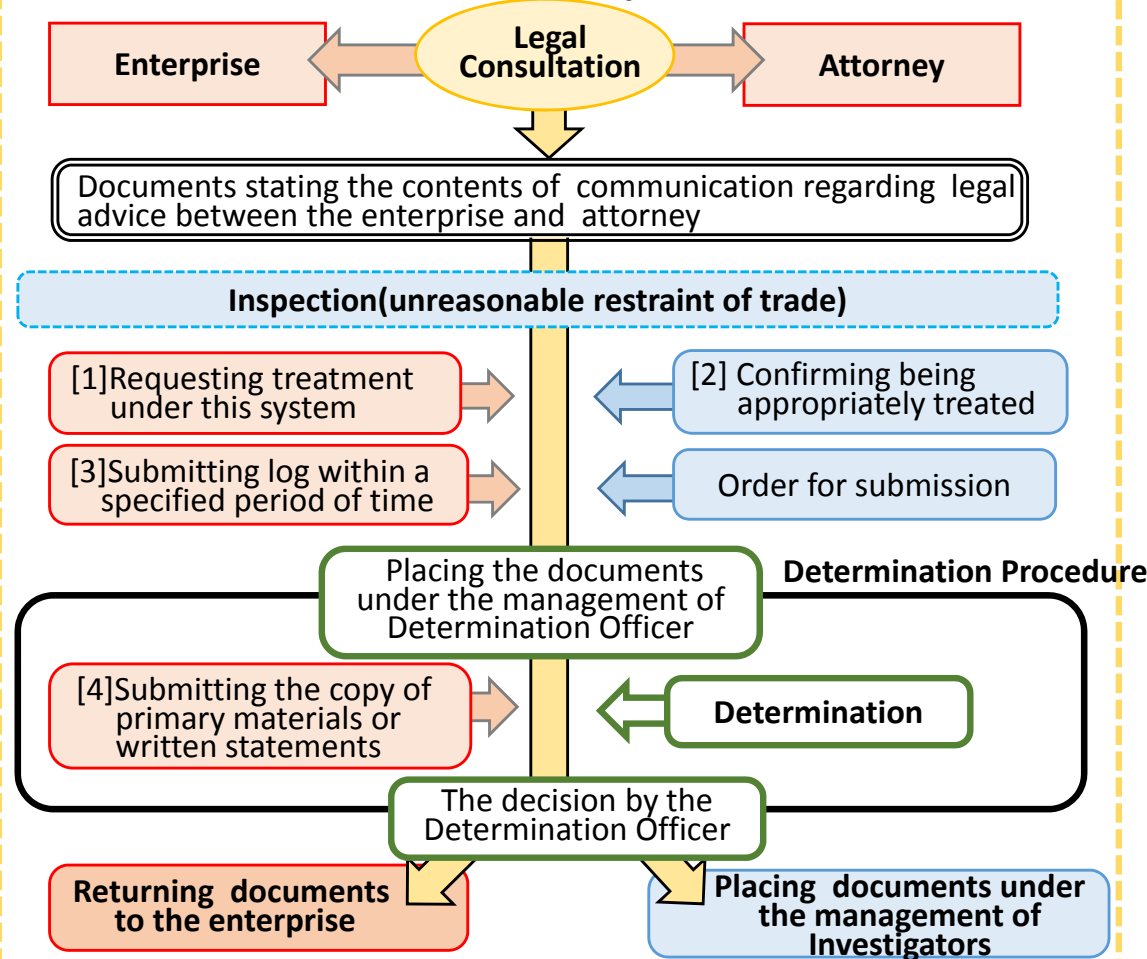 Enterprise
Legal
Consultation
Attorney
Documents stating the contents of communication regarding legal
advice between the enterprise and attorney
Inspection(unreasonable restraint of trade)
[1]Requesting treatment
under this system
[2] Confirming being
appropriately treated
[3]Submitting log within a
specified period of time
Order for submission
Placing the documents
under the management of
Determination Officer
Determination Procedure
[4]Submitting the copy of
primary materials or
written statements
Determination
The decision by the
Determination Officer
Returning documents
to the enterprise
Placing documents under
the management of
Investigators